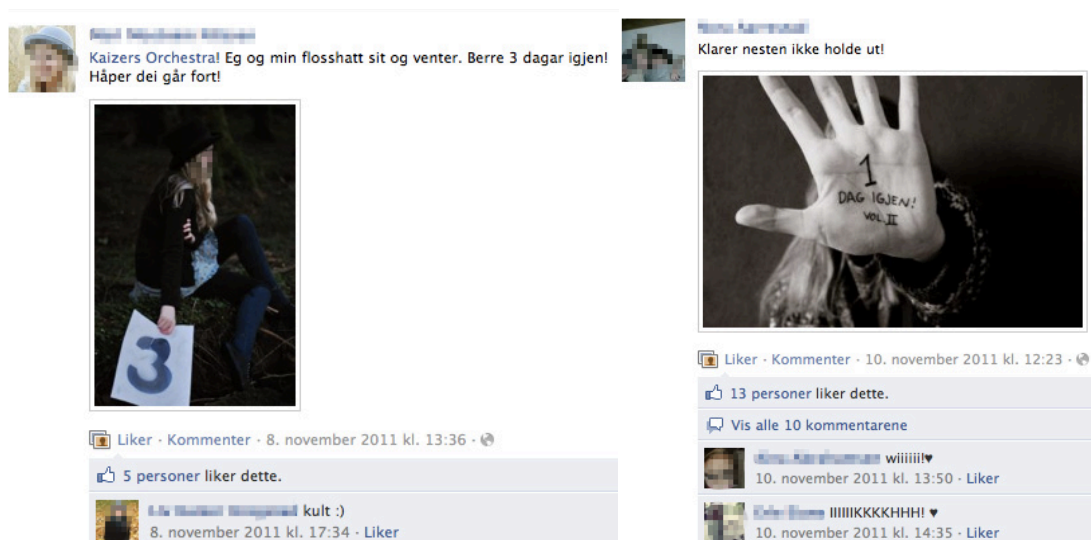 Kaizers Orchestra! Eg og min flosshatt sit og venter. Berre 3 dagar igjen!
Håper dei går fort!
3
Liker · Kommenter · 8. november 2011 kl. 13:36 ·
5 personer liker dette.
kult :)
8. november 2011 kl. 17:34 · Liker
Klarer nesten ikke holde ut!
1
DAG IGJEN!
VOL.II
Liker · Kommenter · 10. november 2011 kl. 12:23 ·
13 personer liker dette.
Vis alle 10 kommentarene
wiiiiii!♥
10. november 2011 kl. 13:50 · Liker
IIIIIIKKKKHHH! ♥
10. november 2011 kl. 14:35 · Liker